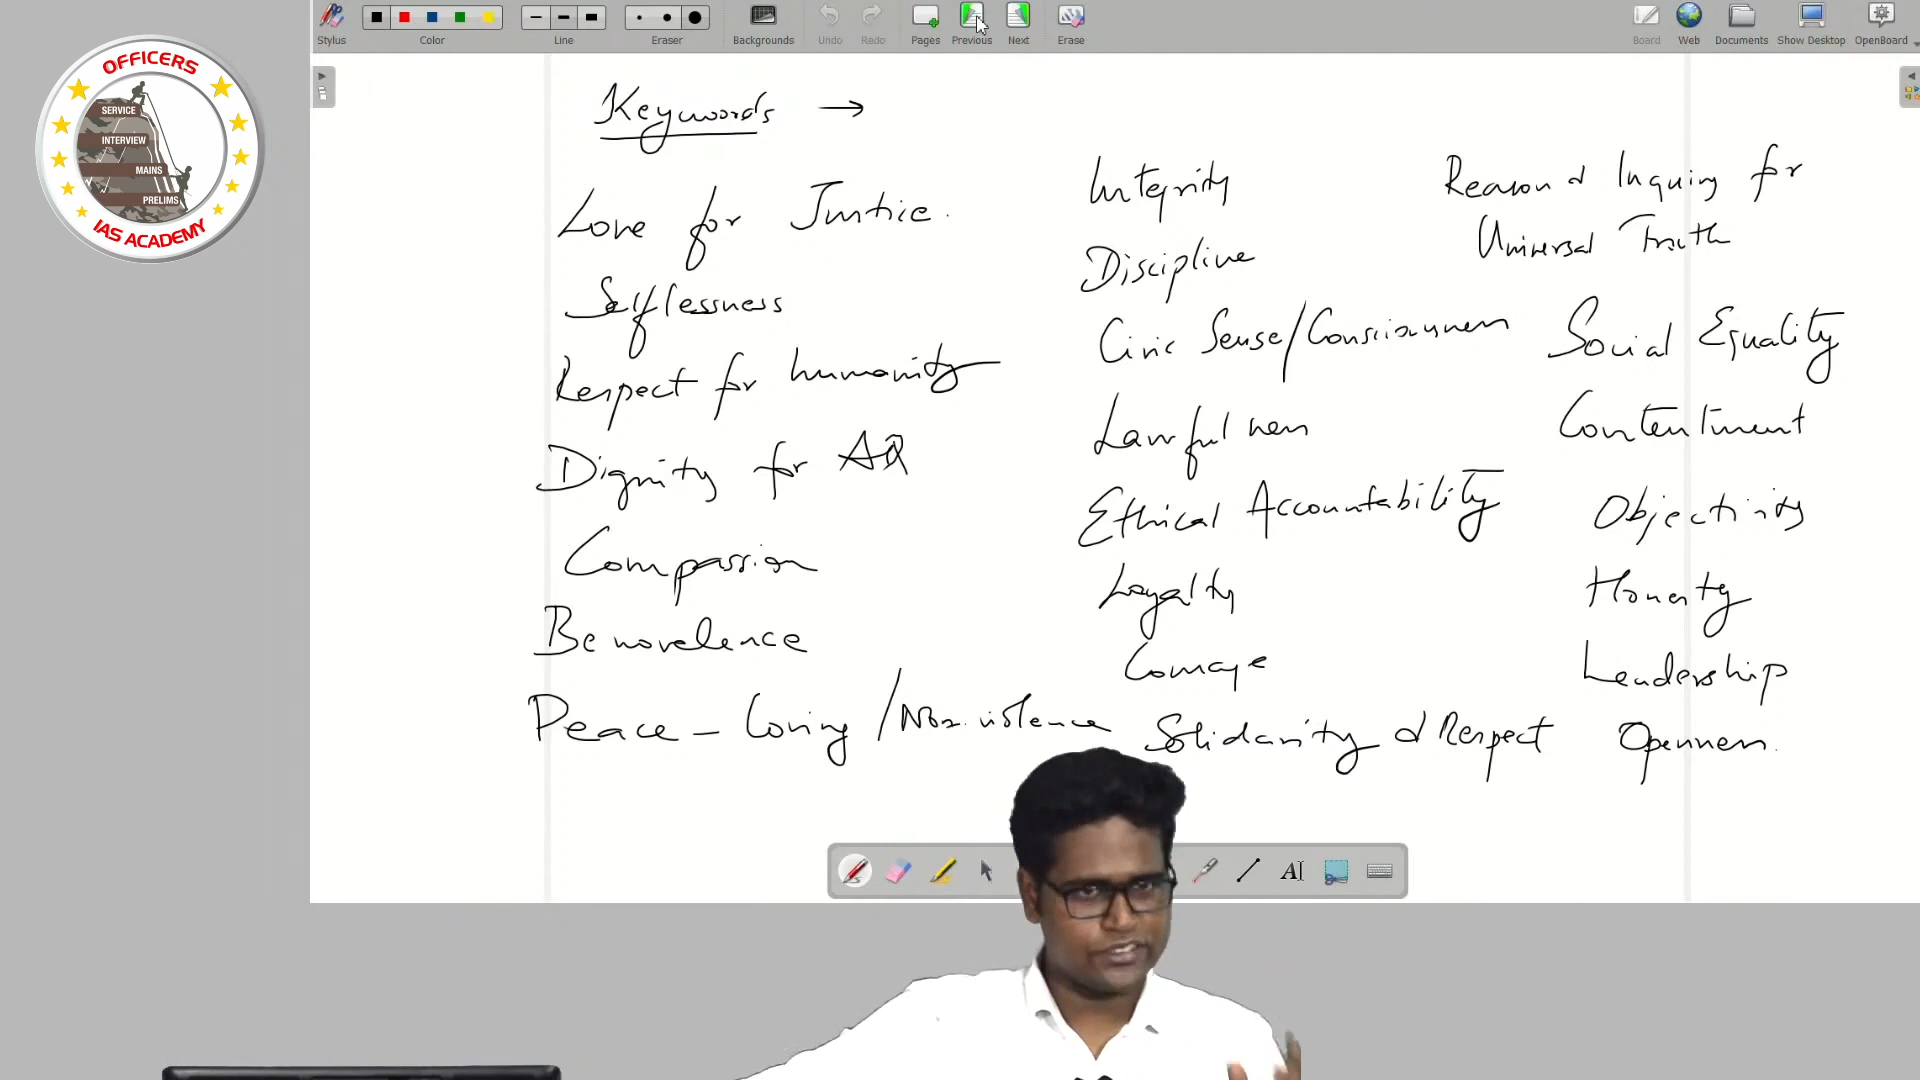 Stylus
Color
Line
Eraser
Backgrounds
Undo
Redo
Pages
Previous
Next
Erase
Board
Web
Documents
Show Desktop
OpenBoard
OFFICERS
SERVICE
INTERVIEW
MAINS
PRELIMS
IAS ACADEMY
Keywords →
Love for Justice.
Selflessness
Respect for humanity
Dignity for All
Compassion
Benovelence
Peace - Loving / Non-violence
Integrity
Discipline
Civic Sense/Consciousness
Lawfulness
Ethical Accountability
Loyalty
Courage
Solidarity & Respect
Reason & Inquiry for
Universal Truth
Social Equality
Contentment
Objectivity
Honesty
Leadership
Openness.
AI